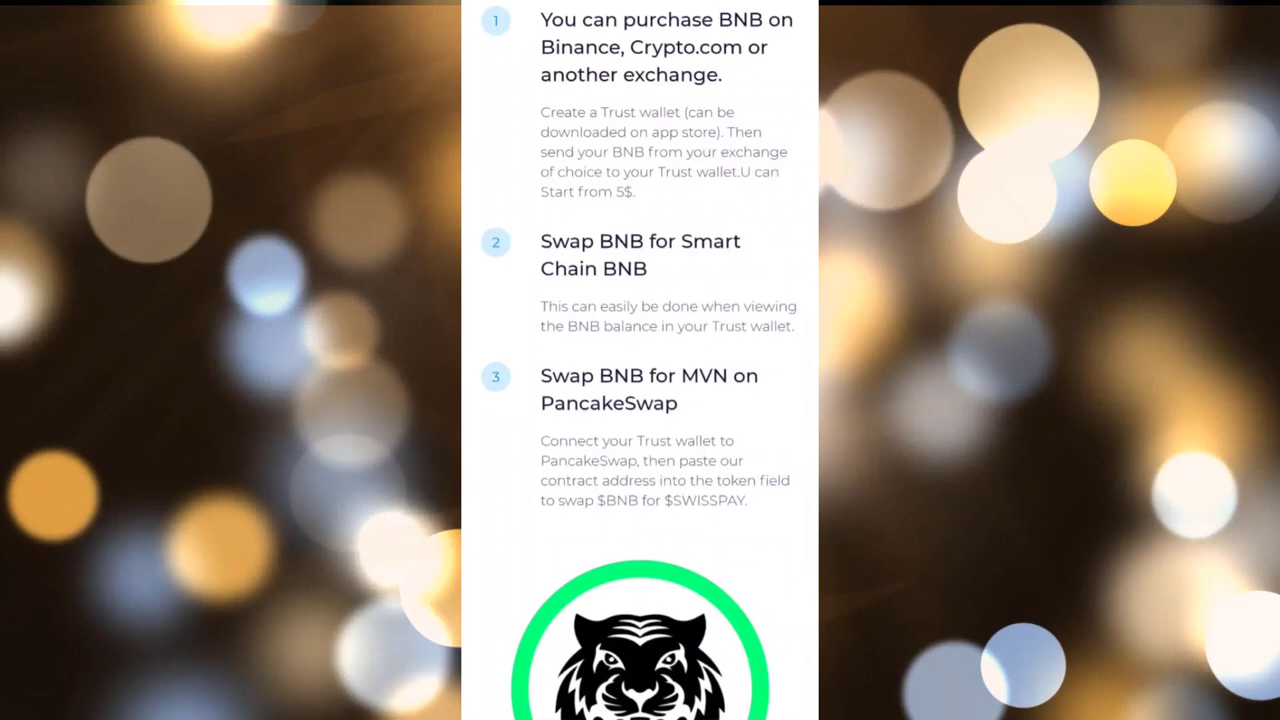 1
You can purchase BNB on
Binance, Crypto.com or
another exchange.
Create a Trust wallet (can be
downloaded on app store). Then
send your BNB from your exchange
of choice to your Trust wallet.U can
Start from 5$.
2
Swap BNB for Smart
Chain BNB
This can easily be done when viewing
the BNB balance in your Trust wallet.
3
Swap BNB for MVN on
PancakeSwap
Connect your Trust wallet to
PancakeSwap, then paste our
contract address into the token field
to swap $BNB for $SWISSPAY.